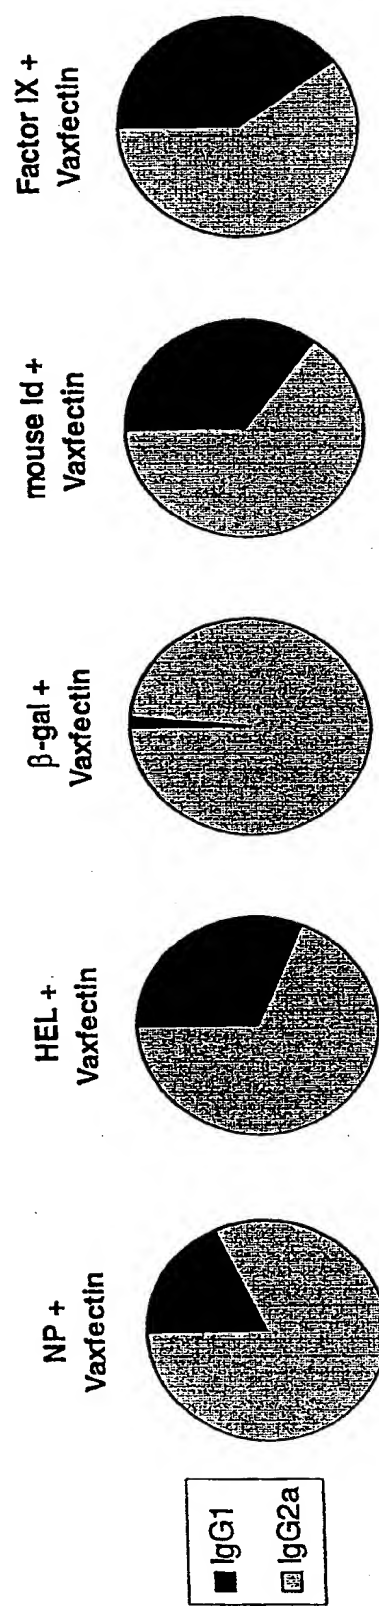 NP +
Vaxfectin
HEL +
Vaxfectin
β-gal +
Vaxfectin
mouse Id +
Vaxfectin
Factor IX +
Vaxfectin
IgG1
IgG2a